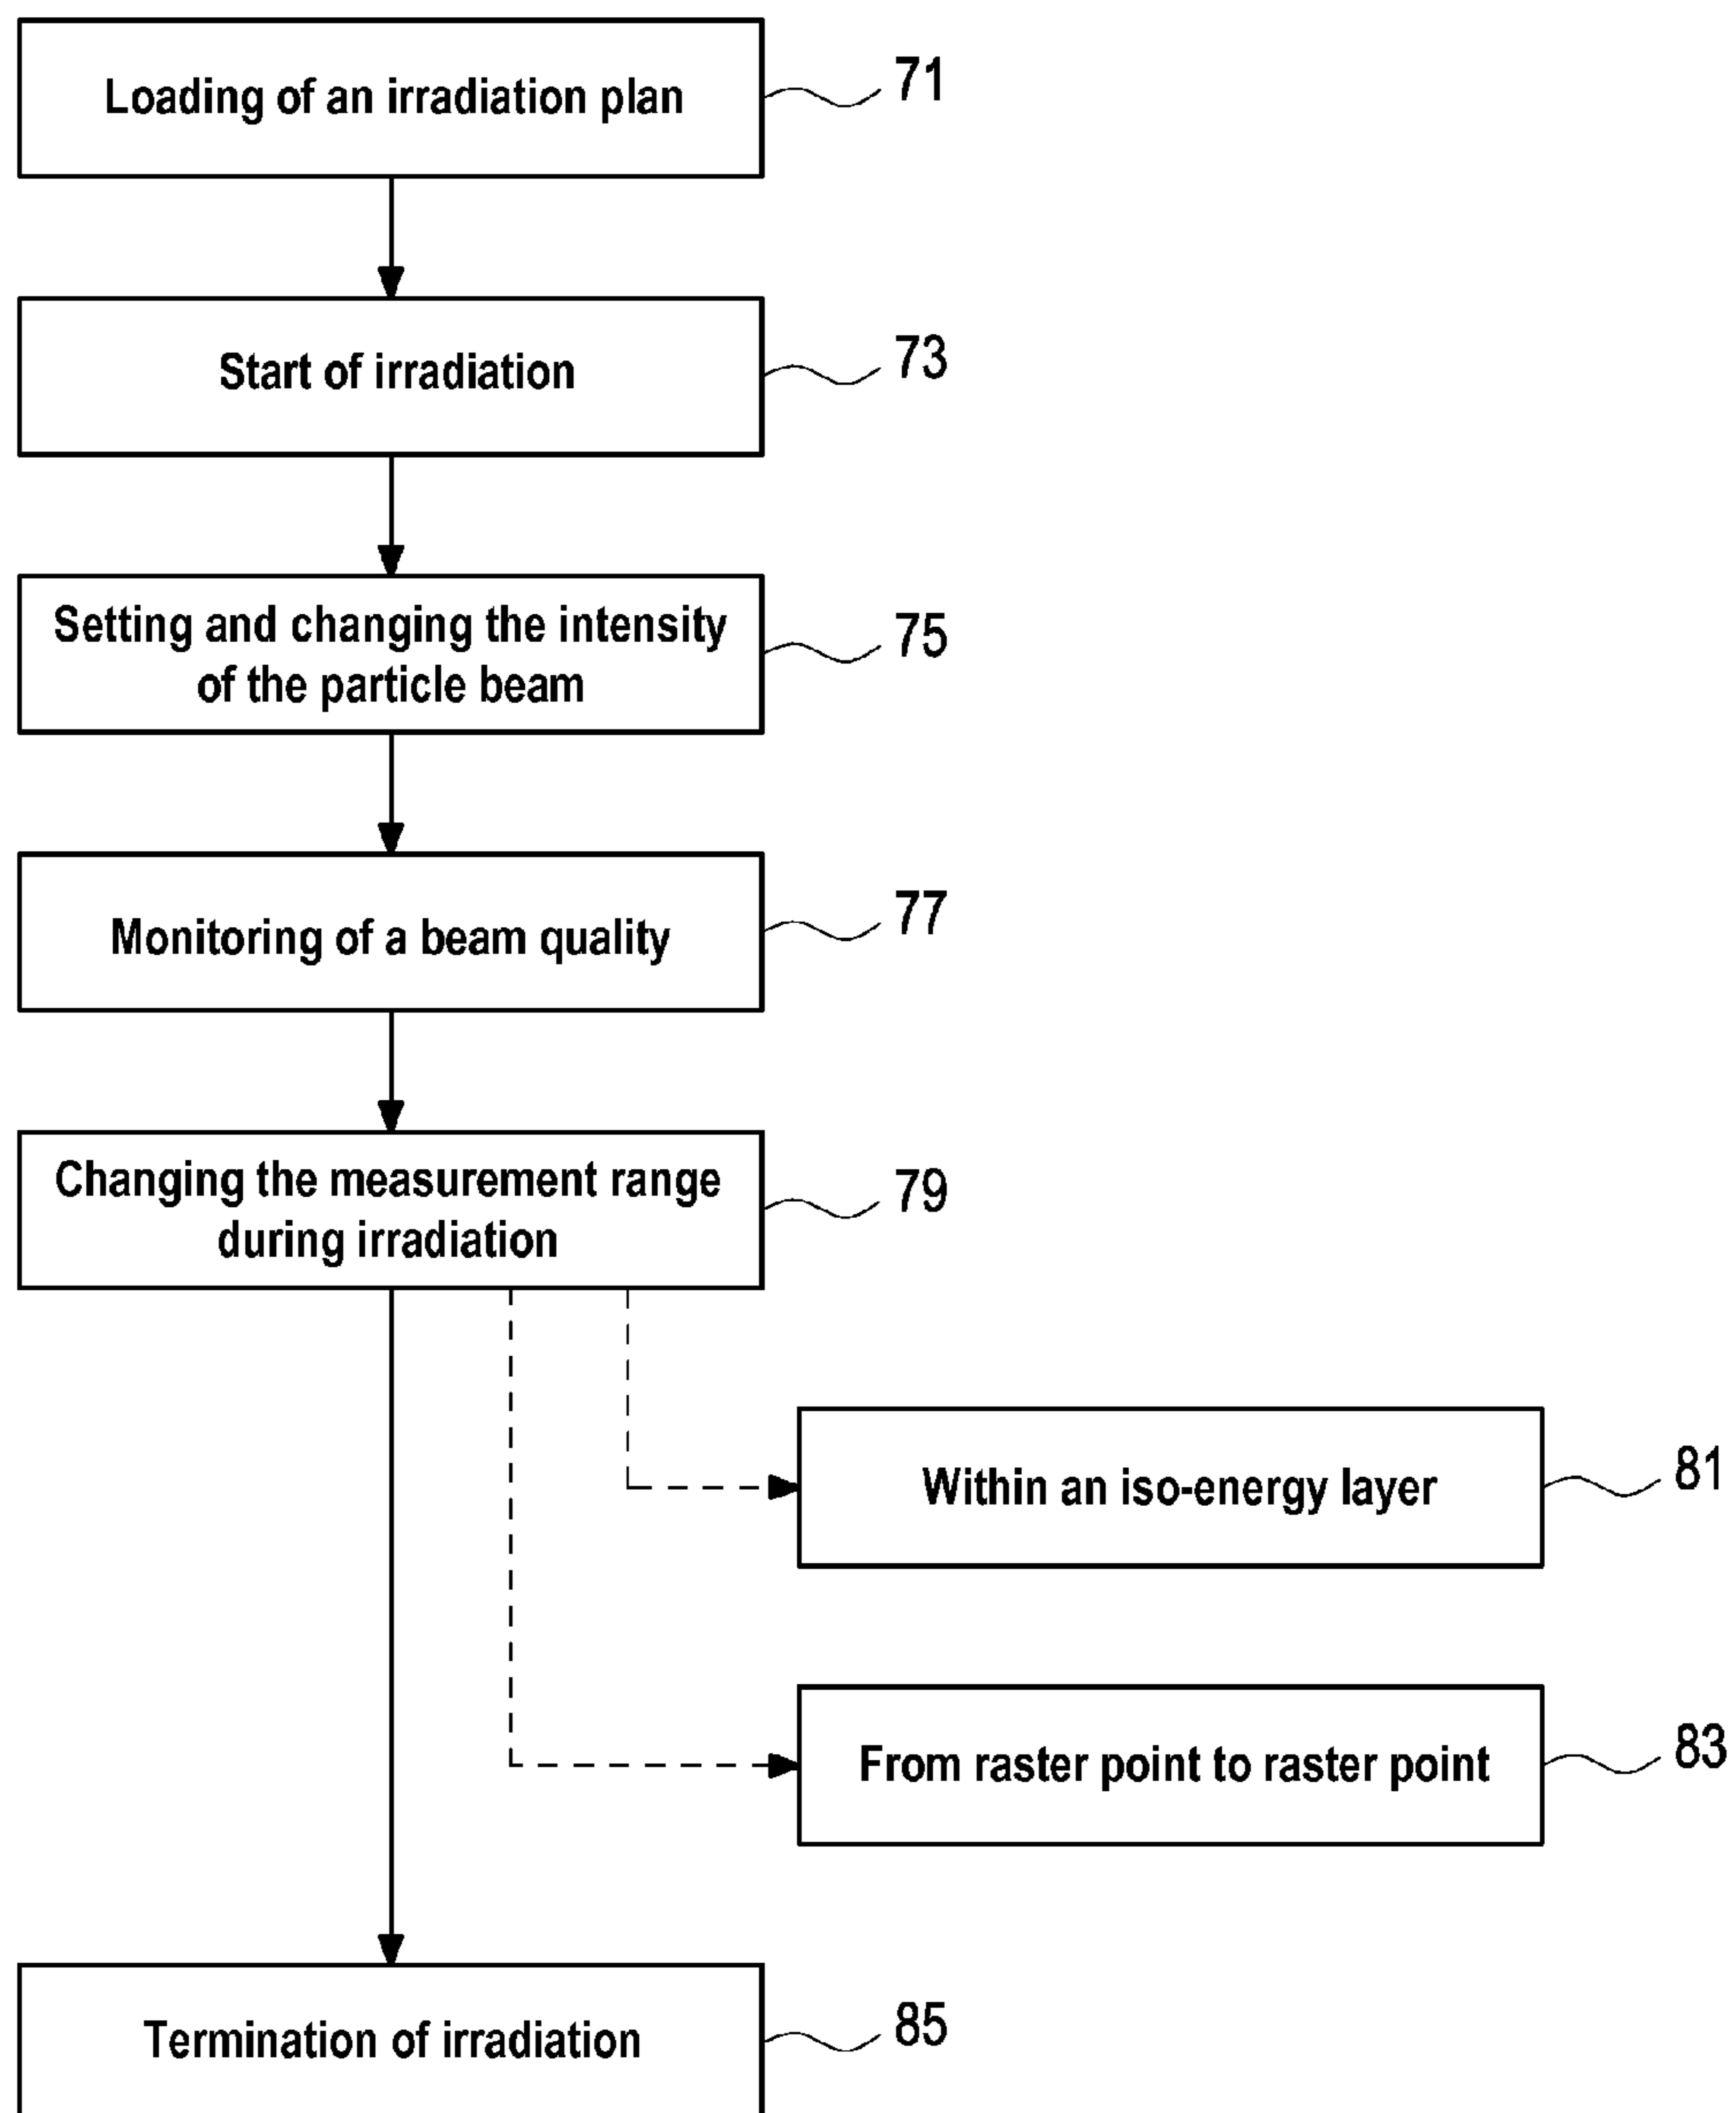 Loading of an irradiation plan
71
Start of irradiation
73
Setting and changing the intensity
of the particle beam
75
Monitoring of a beam quality
77
Changing the measurement range
during irradiation
79
Within an iso-energy layer
81
From raster point to raster point
83
Termination of irradiation
85